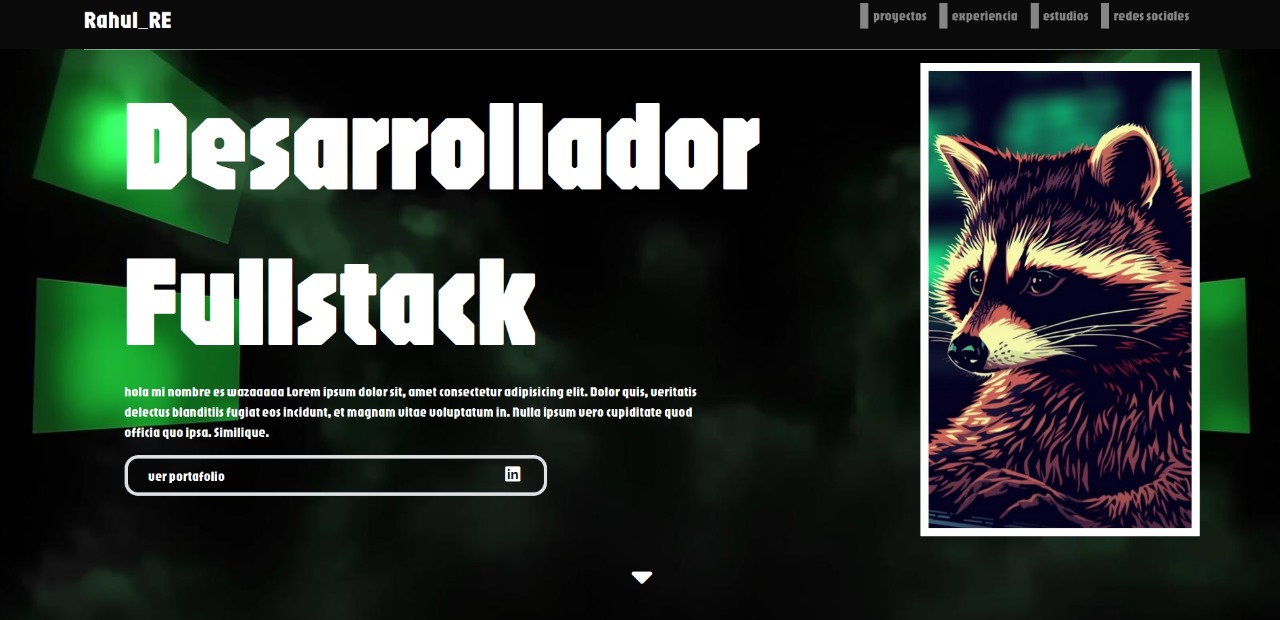 Rahul_RE
proyectos
experiencia
estudios
redes sociales
Desarrollador
Fullstack
hola mi nombre es wazaaaaa Lorem ipsum dolor sit, amet consectetur adipisicing elit. Dolor quis, veritatis
delectus blanditiis fugiat eos incidunt, et magnam vitae voluptatum in. Nulla ipsum vero cupiditate quod
officia quo ipsa. Similique.
ver portafolio
in